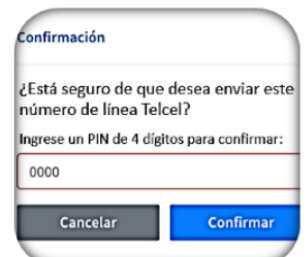 Confirmación
¿Está seguro de que desea enviar este
número de línea Telcel?
Ingrese un PIN de 4 dígitos para confirmar:
0000
Cancelar Confirmar